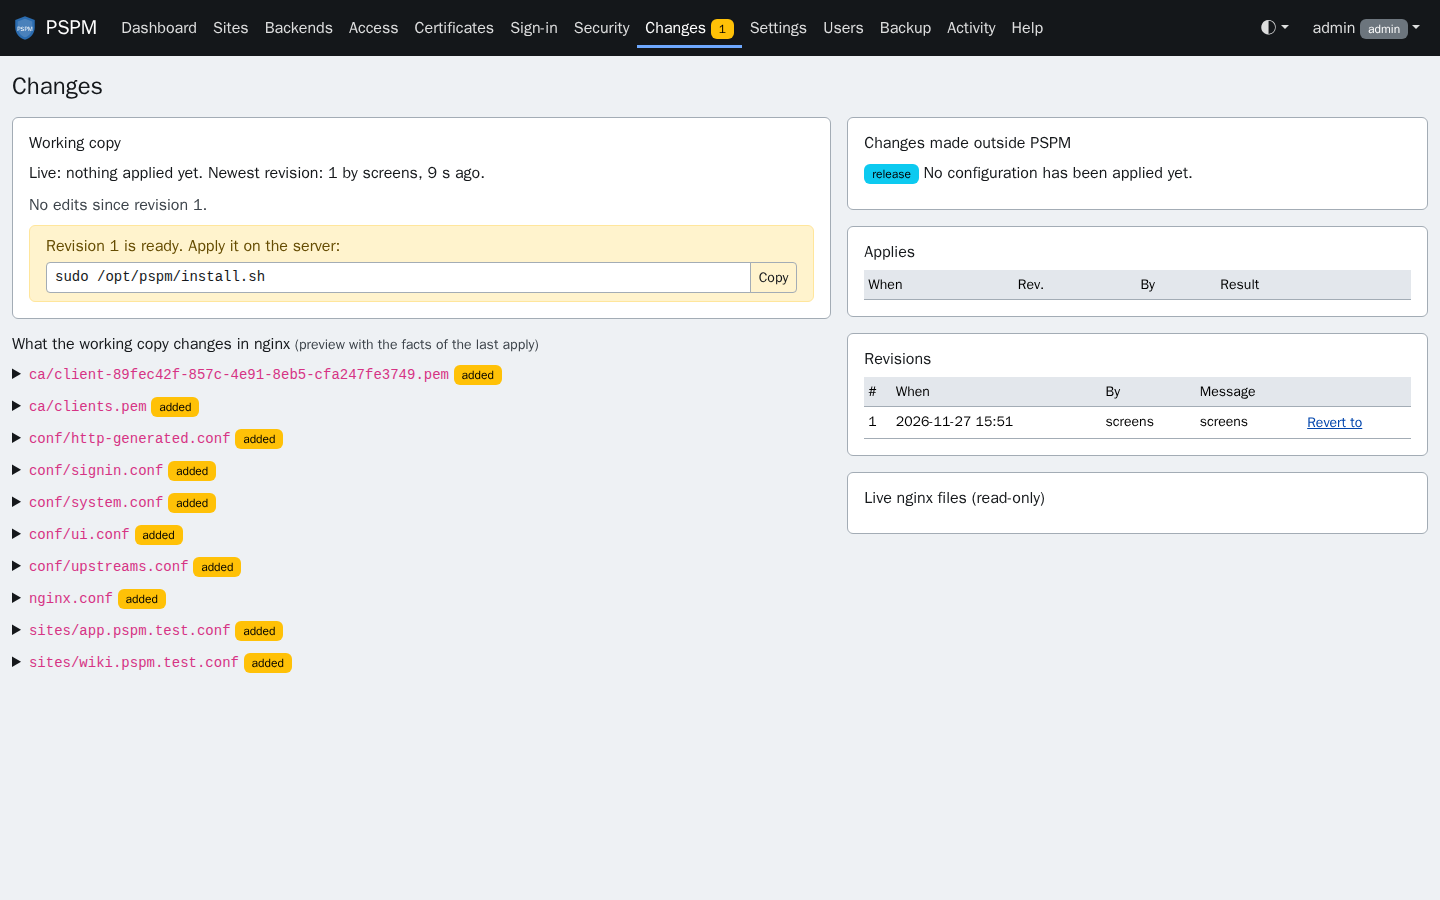 PSPM
PSPM Dashboard Sites Backends Access Certificates Sign-in Security Changes 1 Settings Users Backup Activity Help admin admin
Changes
Working copy
Live: nothing applied yet. Newest revision: 1 by screens, 9 s ago.
No edits since revision 1.
Revision 1 is ready. Apply it on the server:
sudo /opt/pspm/install.sh Copy
What the working copy changes in nginx (preview with the facts of the last apply)
ca/client-89fec42f-857c-4e91-8eb5-cfa247fe3749.pem added
ca/clients.pem added
conf/http-generated.conf added
conf/signin.conf added
conf/system.conf added
conf/ui.conf added
conf/upstreams.conf added
nginx.conf added
sites/app.pspm.test.conf added
sites/wiki.pspm.test.conf added
Changes made outside PSPM
release No configuration has been applied yet.
Applies
When Rev. By Result
Revisions
# When By Message
1 2026-11-27 15:51 screens screens Revert to
Live nginx files (read-only)